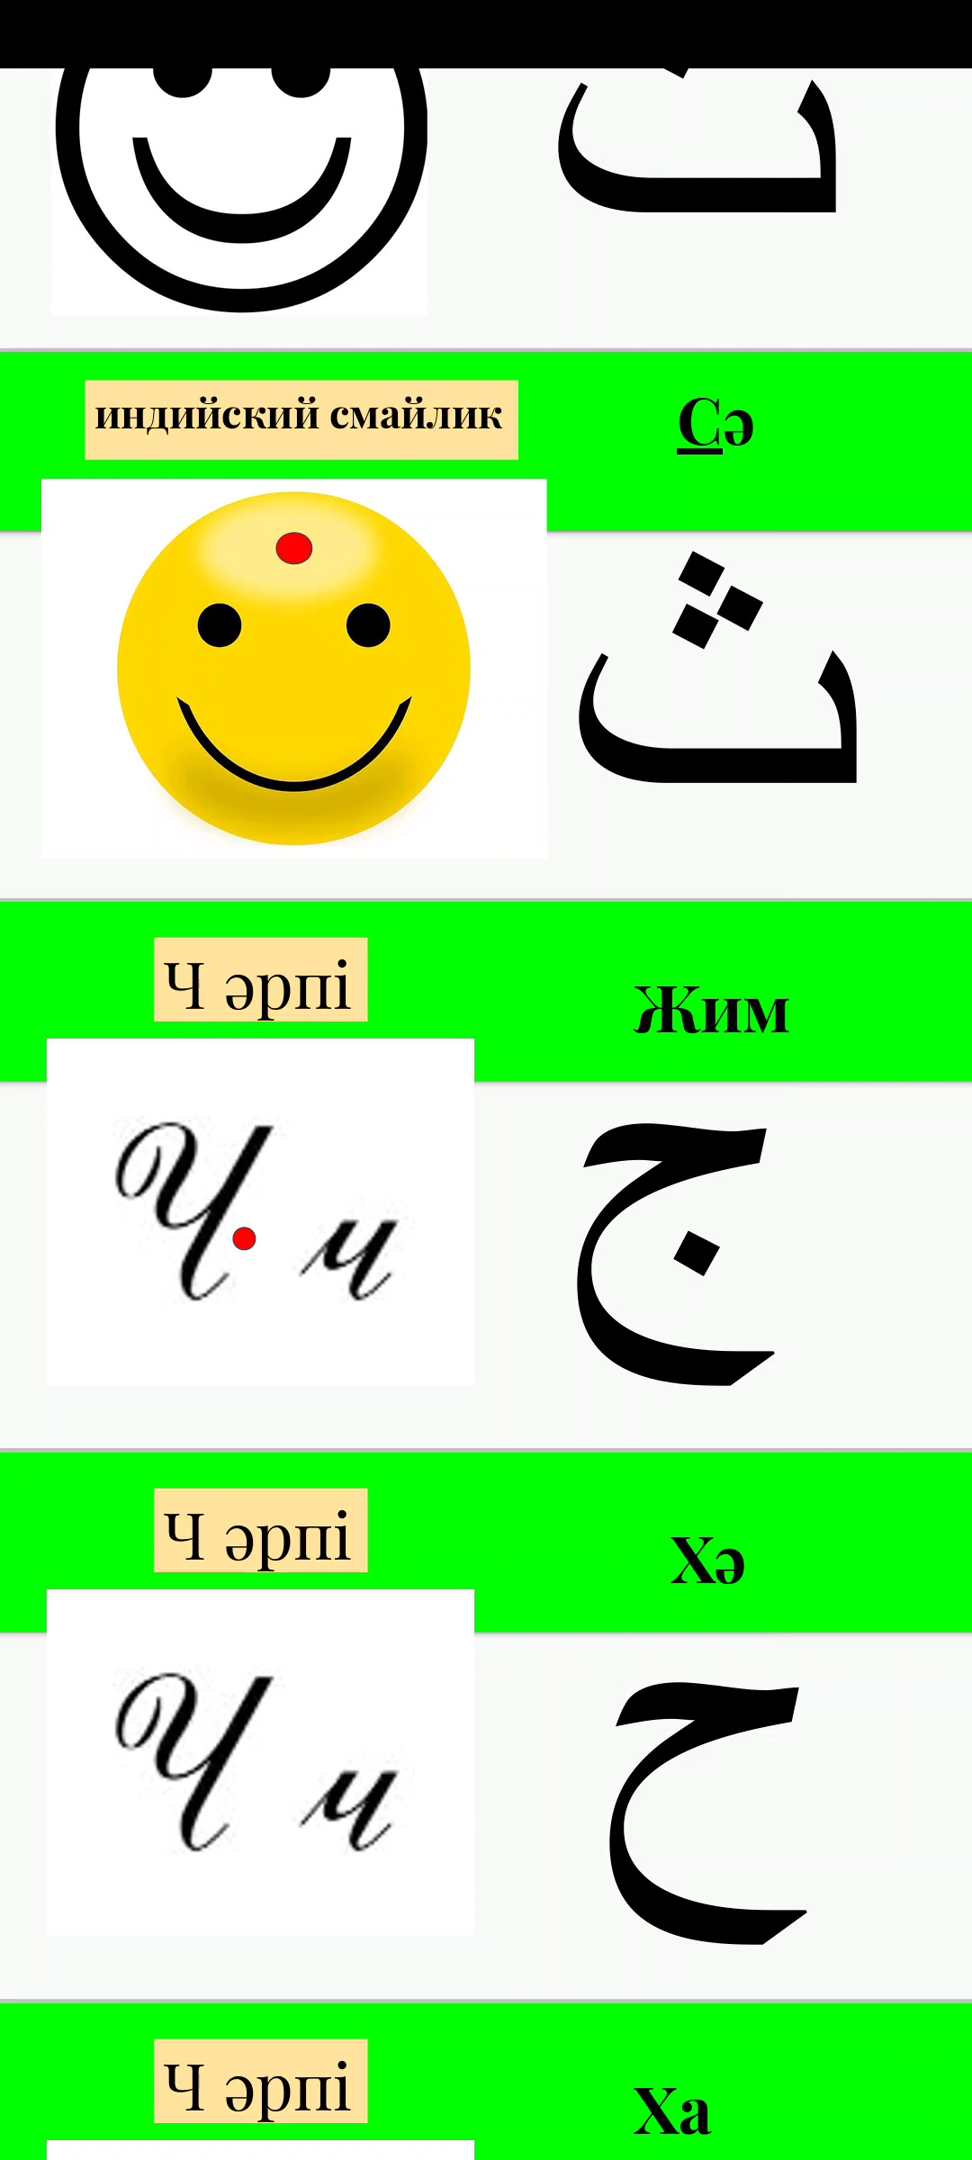 индийский смайлик
Сә
ث
Ч әрпі
Жим
Ч ч
ج
Ч әрпі
Хә
Ч ч
ح
Ч әрпі
Ха